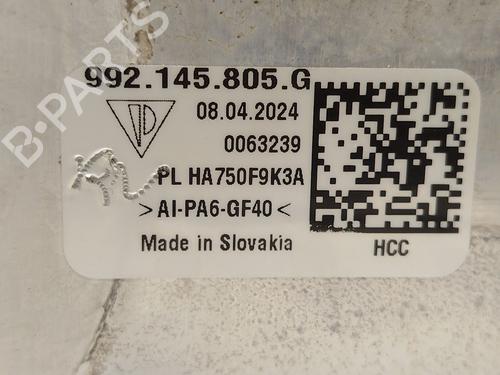 992.145.805.G
08.04.2024
0063239
PL HA750F9K3A
>AI-PA6-GF40<
Made in Slovakia
HCC
B-PARTS